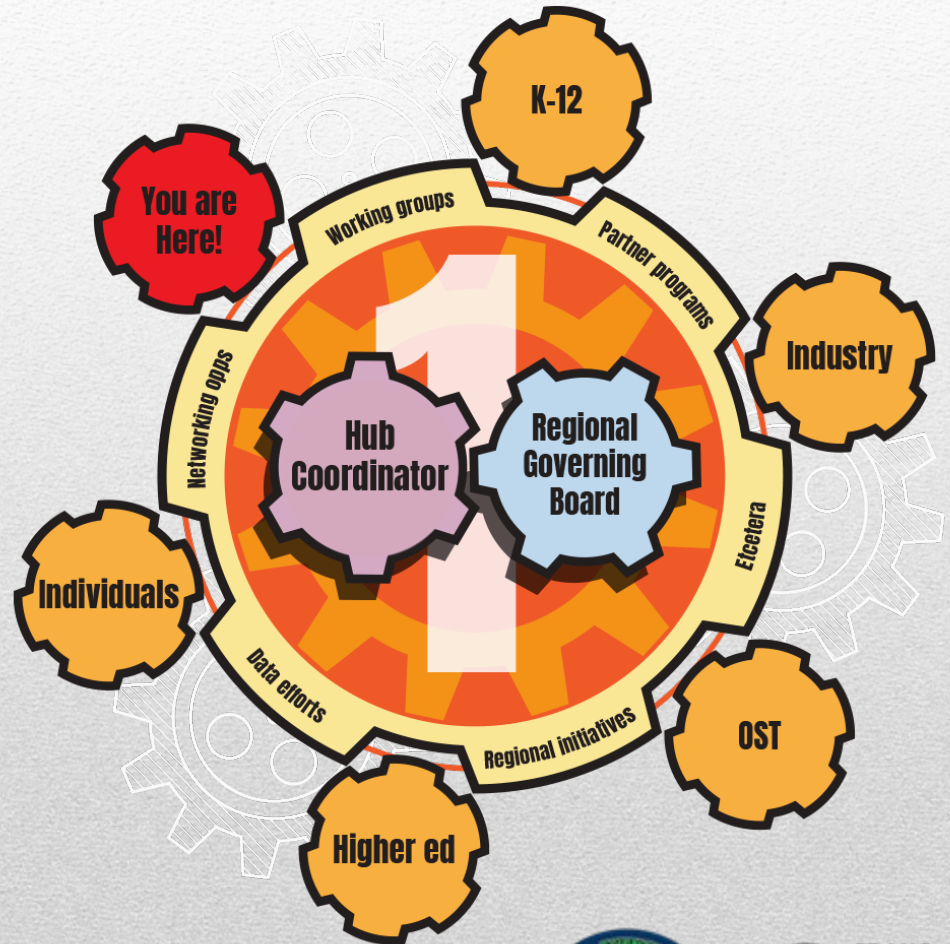 K-12
You are
Here!
Working groups
Partner programs
Industry
Networking opps
1
Hub
Coordinator
Regional
Governing
Board
Etcetera
Individuals
Data efforts
Regional initiatives
OST
Higher ed